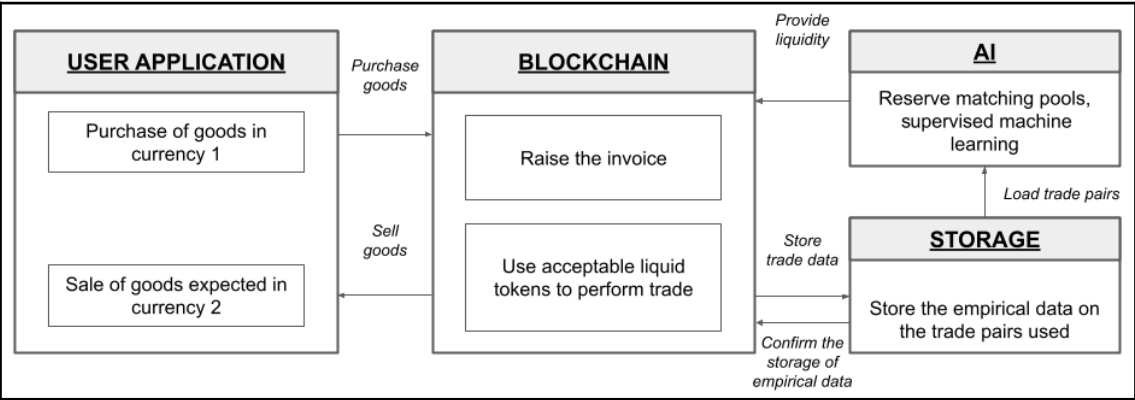 USER APPLICATION
Purchase of goods in
currency 1
Sale of goods expected in
currency 2
Purchase
goods
Sell
goods
BLOCKCHAIN
Raise the invoice
Use acceptable liquid
tokens to perform trade
Provide
liquidity
Store
trade data
Confirm the
storage of
empirical data
AI
Reserve matching pools,
supervised machine
learning
Load trade pairs
STORAGE
Store the empirical data on
the trade pairs used